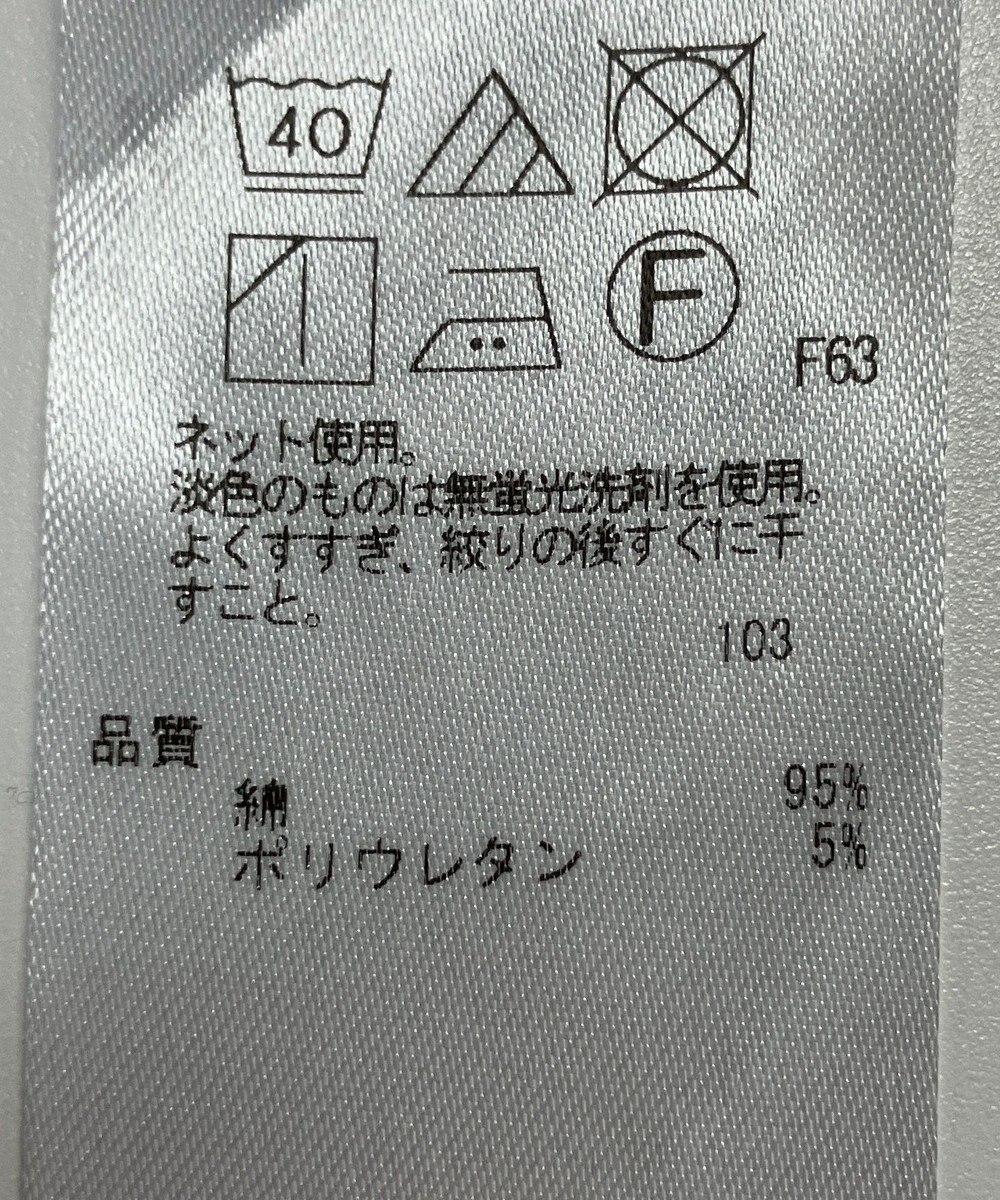 40
F
F63
ネット使用。
淡色のものは無蛍光洗剤を使用。
よくすすぎ、絞りの後すぐに干
すこと。
103
品質
綿 95%
ポリウレタン 5%